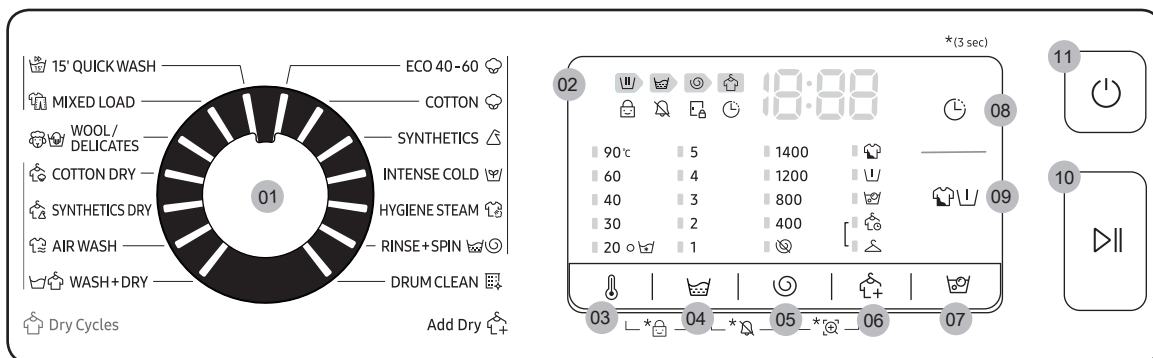 *(3 sec)
15' QUICK WASH
MIXED LOAD
WOOL/
DELICATES
COTTON DRY
SYNTHETICS DRY
AIR WASH
WASH+DRY
Dry Cycles
01
ECO 40-60
COTTON
SYNTHETICS
INTENSE COLD
HYGIENE STEAM
RINSE+SPIN
DRUM CLEAN
Add Dry
02
18:88
90℃ 5 1400
60 4 1200
40 3 800
30 2 400
20 1
03 04 05 06 07
* * *
08
09
10
11